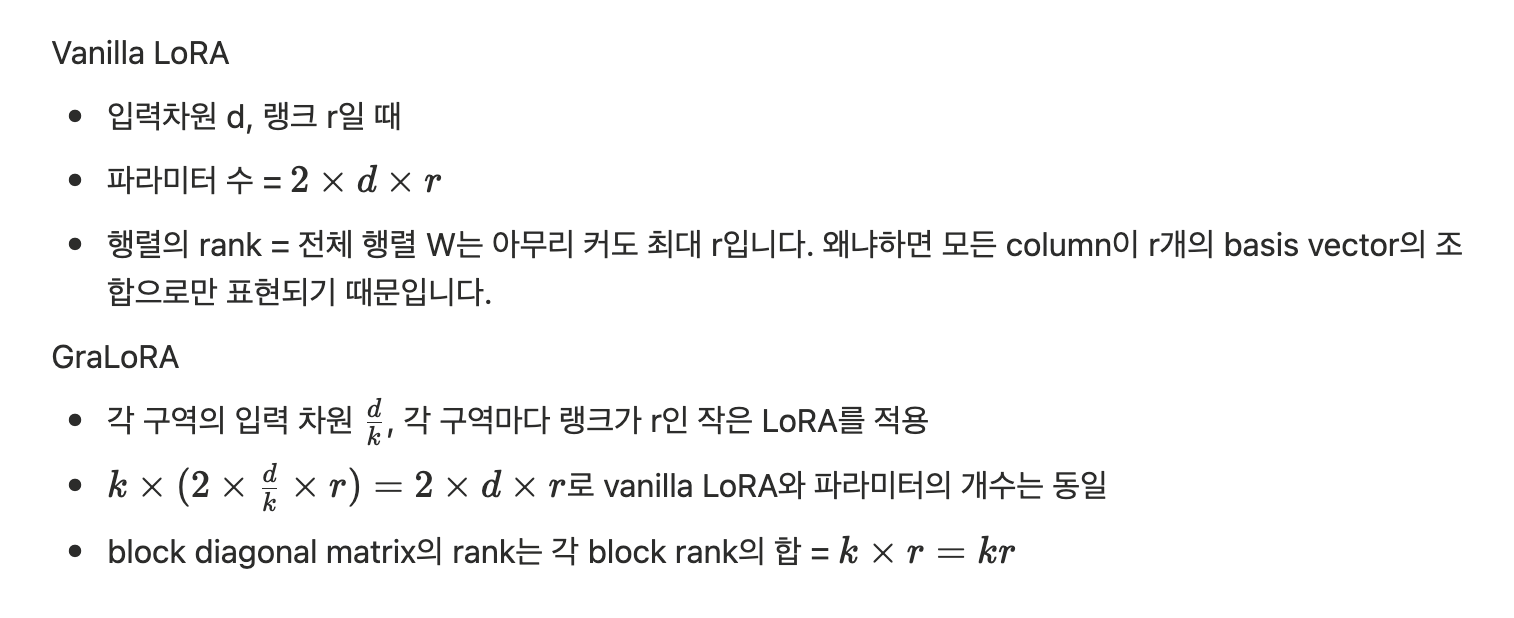 Vanilla LoRA
• 입력차원 d, 랭크 r일 때
• 파라미터 수 = 2 × d × r
• 행렬의 rank = 전체 행렬 W는 아무리 커도 최대 r입니다. 왜냐하면 모든 column이 r개의 basis vector의 조
합으로만 표현되기 때문입니다.
GraLoRA
• 각 구역의 입력 차원 d/k, 각 구역마다 랭크가 r인 작은 LoRA를 적용
• k × (2 × d/k × r) = 2 × d × r로 vanilla LoRA와 파라미터의 개수는 동일
• block diagonal matrix의 rank는 각 block rank의 합 = k × r = kr